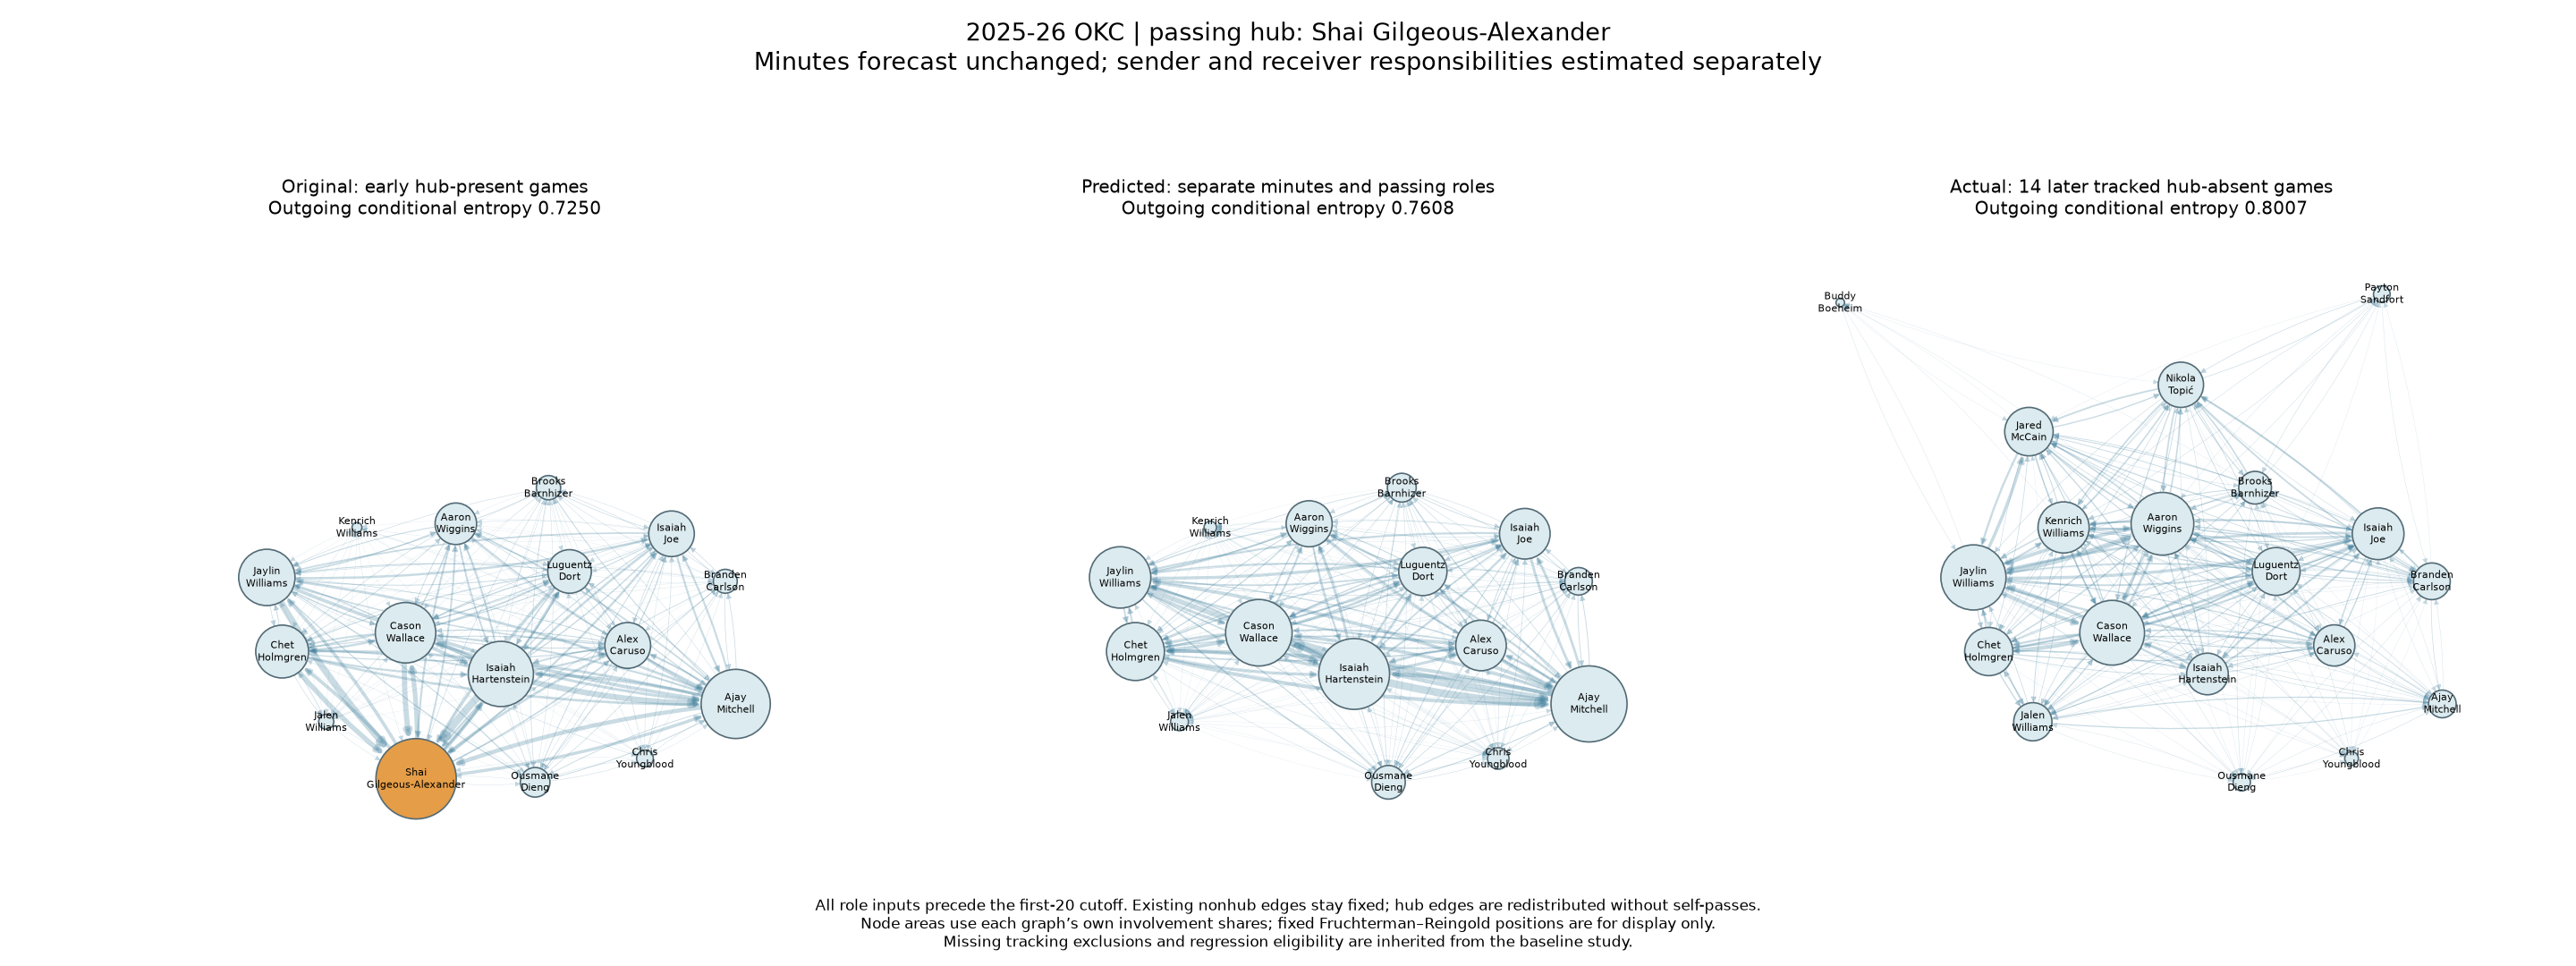 2025-26 OKC | passing hub: Shai Gilgeous-Alexander
Minutes forecast unchanged; sender and receiver responsibilities estimated separately
Original: early hub-present games
Outgoing conditional entropy 0.7250
Brooks
Barnhizer
Kenrich
Williams
Aaron
Wiggins
Isaiah
Joe
Jaylin
Williams
Luguentz
Dort
Branden
Carlson
Cason
Wallace
Chet
Holmgren
Alex
Caruso
Isaiah
Hartenstein
Ajay
Mitchell
Jalen
Williams
Shai
Gilgeous-Alexander
Chris
Youngblood
Ousmane
Dieng
Predicted: separate minutes and passing roles
Outgoing conditional entropy 0.7608
Brooks
Barnhizer
Kenrich
Williams
Aaron
Wiggins
Isaiah
Joe
Jaylin
Williams
Luguentz
Dort
Branden
Carlson
Cason
Wallace
Chet
Holmgren
Alex
Caruso
Isaiah
Hartenstein
Ajay
Mitchell
Jalen
Williams
Chris
Youngblood
Ousmane
Dieng
Actual: 14 later tracked hub-absent games
Outgoing conditional entropy 0.8007
Buddy
Boeheim
Payton
Sandfort
Nikola
Topić
Jared
McCain
Brooks
Barnhizer
Kenrich
Williams
Aaron
Wiggins
Isaiah
Joe
Jaylin
Williams
Luguentz
Dort
Branden
Carlson
Cason
Wallace
Chet
Holmgren
Alex
Caruso
Isaiah
Hartenstein
Ajay
Mitchell
Jalen
Williams
Chris
Youngblood
Ousmane
Dieng
All role inputs precede the first-20 cutoff. Existing nonhub edges stay fixed; hub edges are redistributed without self-passes.
Node areas use each graph’s own involvement shares; fixed Fruchterman–Reingold positions are for display only.
Missing tracking exclusions and regression eligibility are inherited from the baseline study.